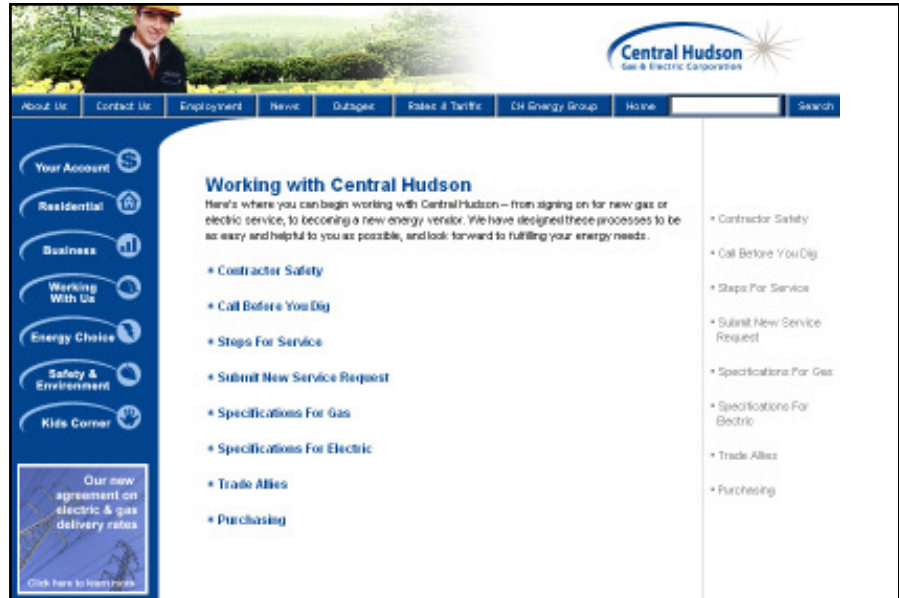 Central Hudson
Gas & Electric Corporation
About Us
Contact Us
Employment
News
Outages
Rates & Tariffs
CH Energy Group
Home
Search
Your Account
Residential
Business
Working
With Us
Energy Choice
Safety &
Environment
Kids Corner
Our new
agreement on
electric & gas
delivery rates
Click here to learn more
Working with Central Hudson
Here's where you can begin working with Central Hudson – from signing on for new gas or
electric service, to becoming a new energy vendor. We have designed these processes to be
as easy and helpful to you as possible, and look forward to fulfilling your energy needs.
Contractor Safety
Call Before You Dig
Steps For Service
Submit New Service Request
Specifications For Gas
Specifications For Electric
Trade Allies
Purchasing
Contractor Safety
Call Before You Dig
Steps For Service
Submit New Service
Request
Specifications For Gas
Specifications For
Electric
Trade Allies
Purchasing